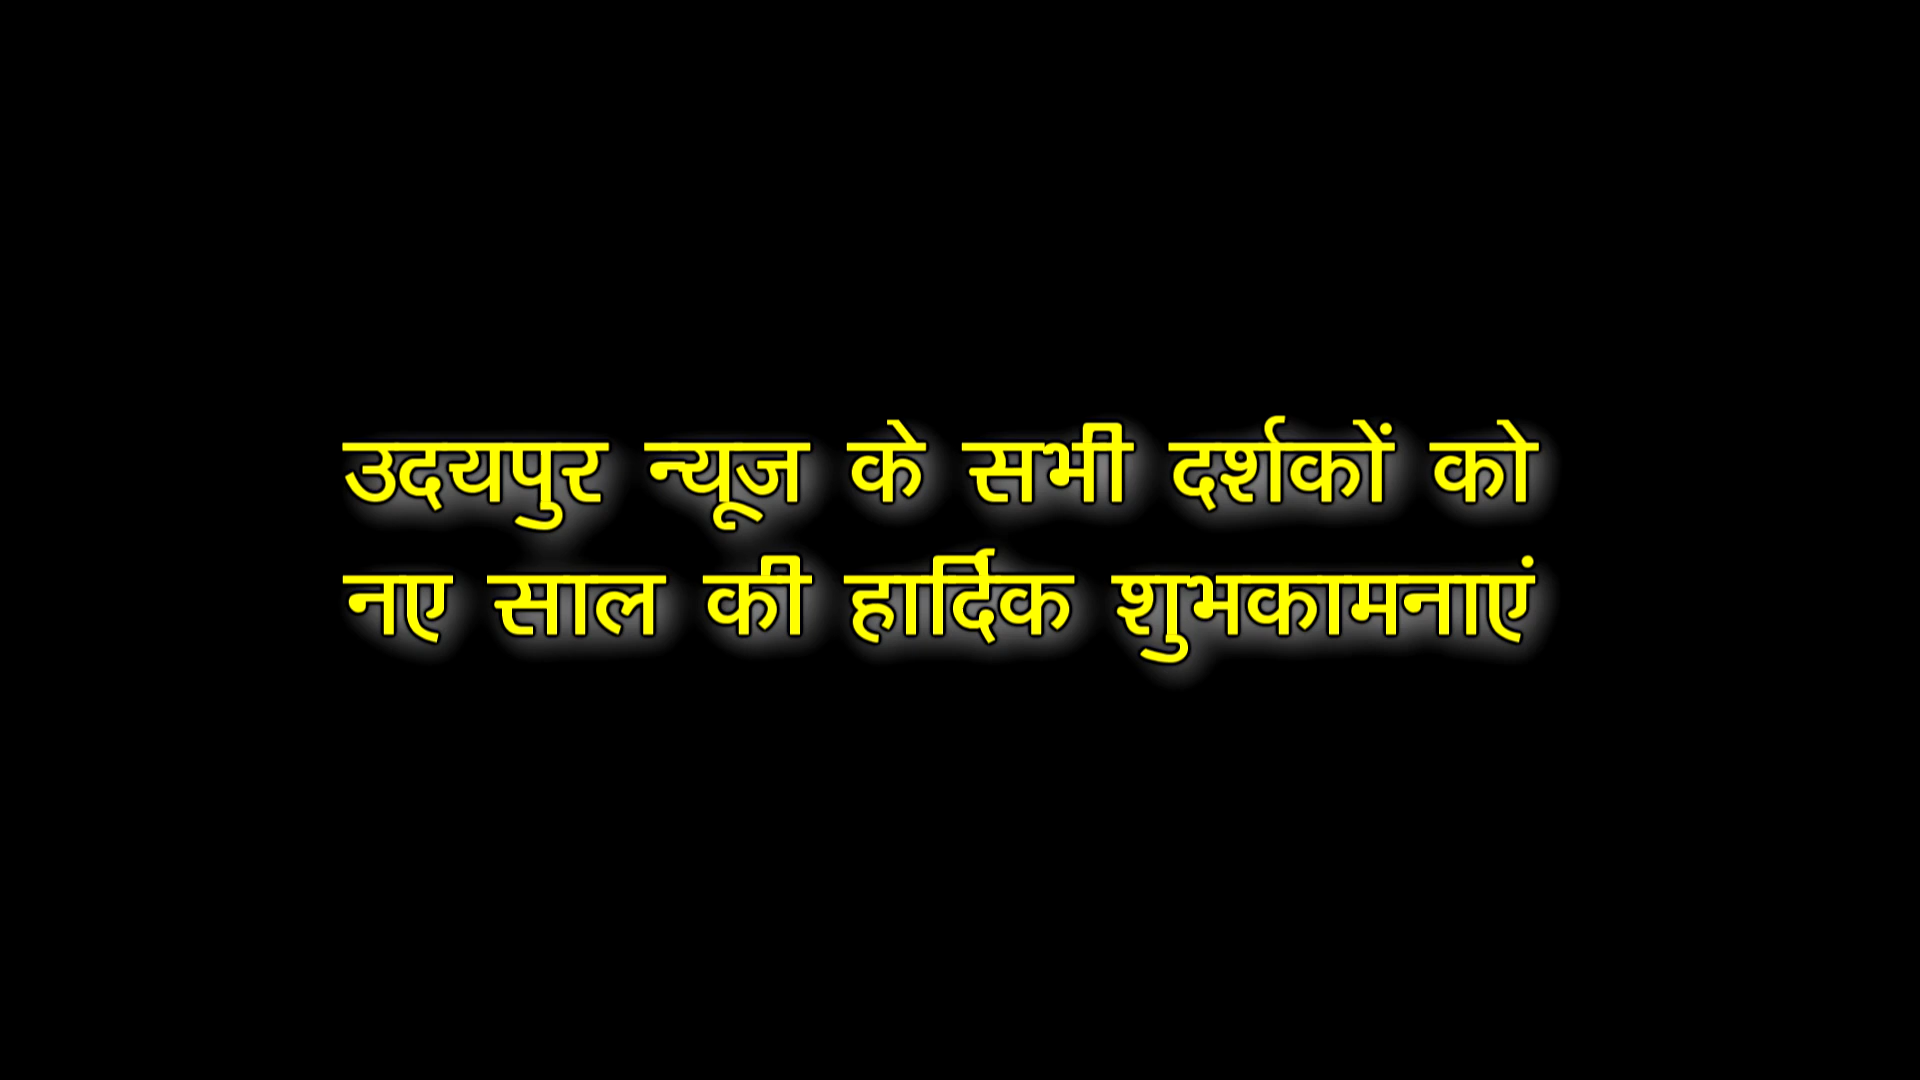 उदयपुर न्यूज के सभी दर्शकों को
नए साल की हार्दिक शुभकामनाएं